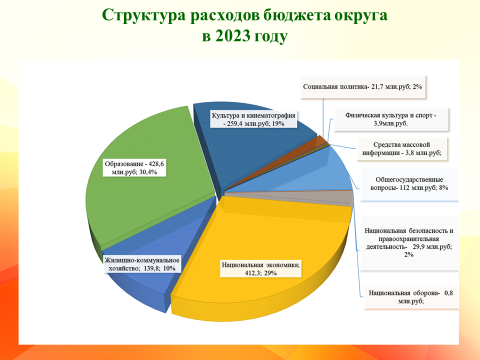 Структура расходов бюджета округа
в 2023 году
Социальная политика- 21,7 млн.руб; 2%
Культура и кинематография
- 259,4 млн.руб; 19%
Физическая культура и спорт -
3,9млн.руб.
Средства массовой
информации - 3,8 млн.руб;
Образование - 428,6
млн.руб; 30,4%
Общегосударственные
вопросы- 112 млн.руб; 8%
Национальная безопасность и
правоохранительная
деятельность- 29,9 млн.руб;
2%
Жилищно-коммунальное
хозяйство; 139,8; 10%
Национальная экономика;
412,3; 29%
Национальная оборона- 0,8
млн.руб;